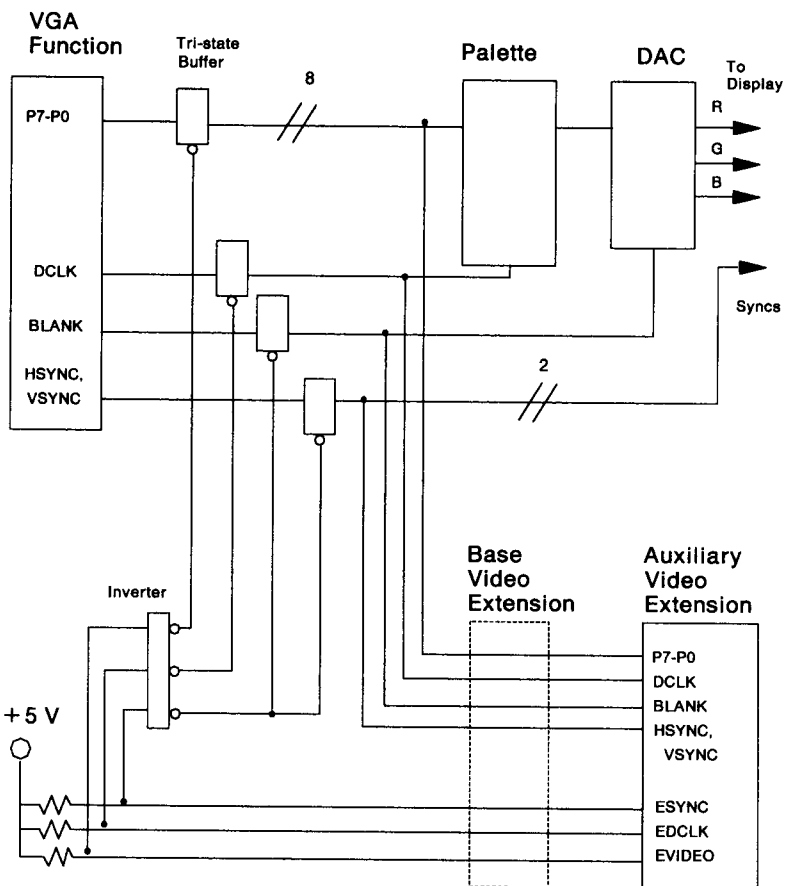 VGA
Function
Tri-state
Buffer
8
Palette
DAC
To
Display
P7-P0
R
G
B
DCLK
BLANK
HSYNC,
VSYNC
Syncs
2
Inverter
Base
Video
Extension
Auxiliary
Video
Extension
P7-P0
DCLK
BLANK
HSYNC,
VSYNC
+5 V
ESYNC
EDCLK
EVIDEO